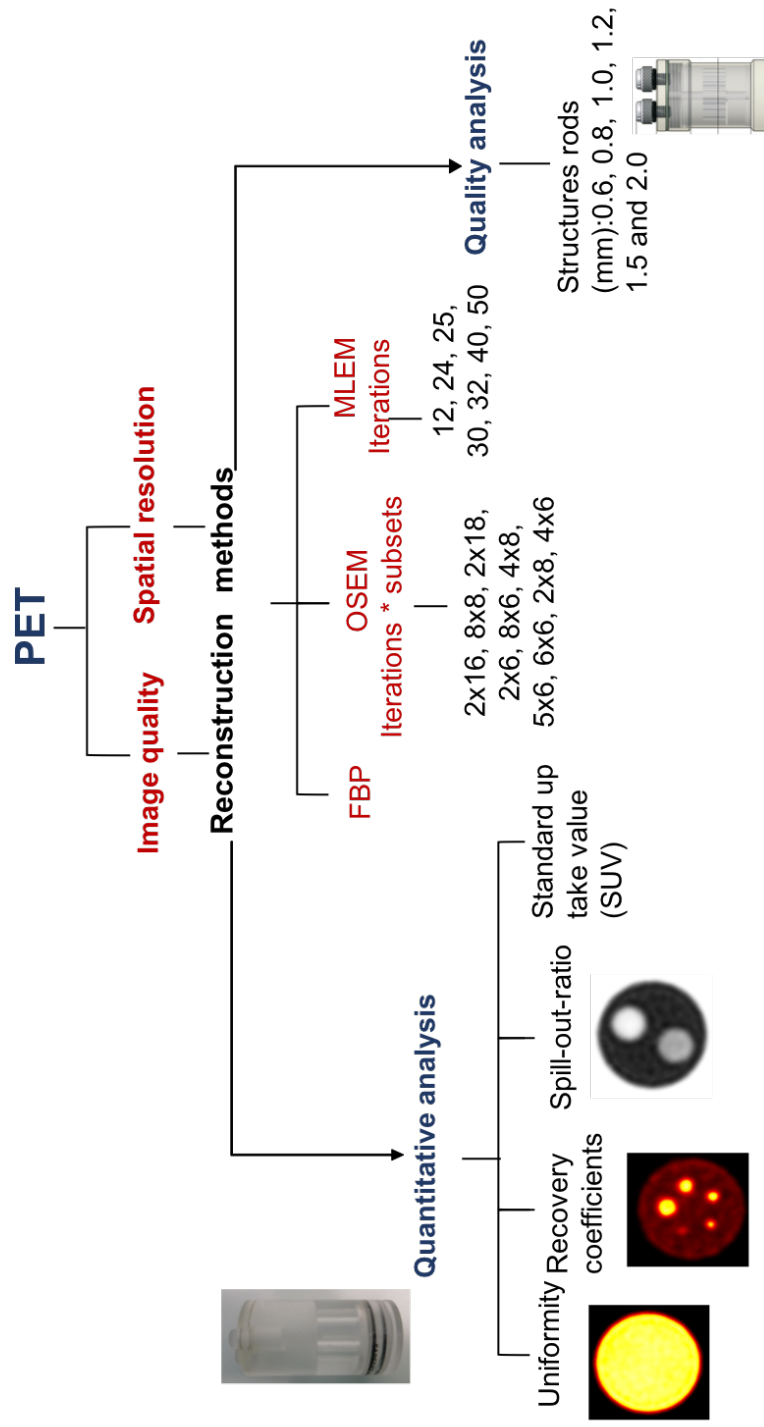 PET
Image quality
Spatial resolution
Reconstruction methods
FBP
OSEM
Iterations * subsets
2x16, 8x8, 2x18,
2x6, 8x6, 4x8,
5x6, 6x6, 2x8, 4x6
MLEM
Iterations
12, 24, 25,
30, 32, 40, 50
Quantitative analysis
Uniformity
Recovery
coefficients
Spill-out-ratio
Standard up
take value
(SUV)
Quality analysis
Structures rods
(mm):0.6, 0.8, 1.0, 1.2,
1.5 and 2.0